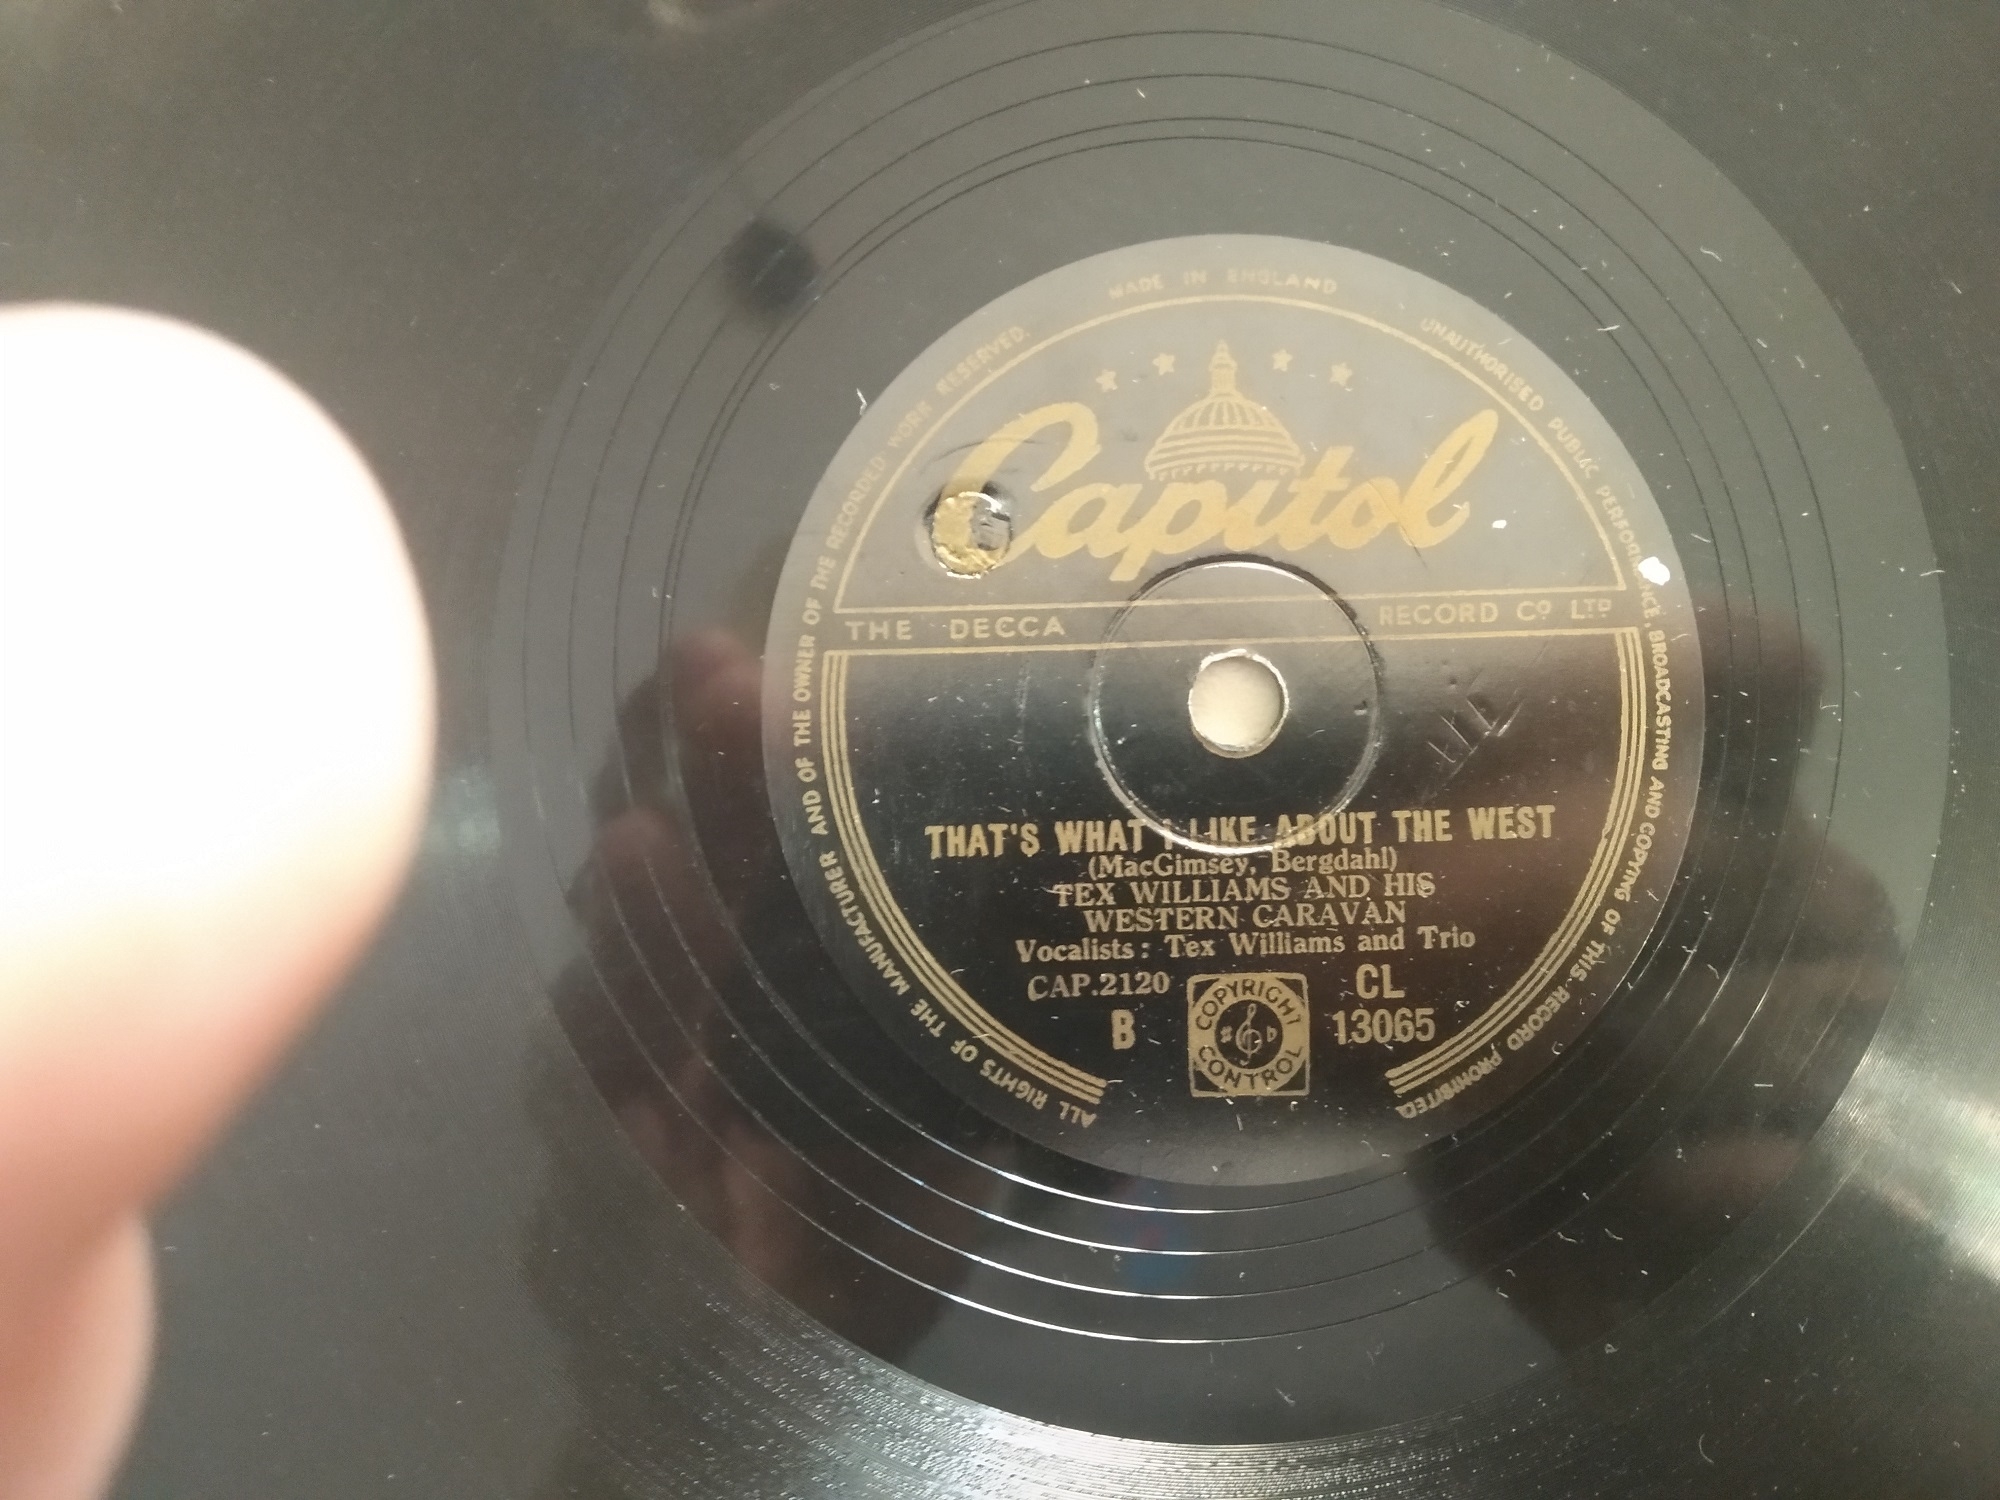 MADE IN ENGLAND
ALL RIGHTS OF THE MANUFACTURER AND OF THE OWNER OF THE RECORDED WORK RESERVED.
UNAUTHORISED PUBLIC PERFORMANCE, BROADCASTING AND COPYING OF THIS RECORD PROHIBITED
Capitol
THE DECCA RECORD Cº LTD
THAT'S WHAT I LIKE ABOUT THE WEST
(MacGimsey, Bergdahl)
TEX WILLIAMS AND HIS
WESTERN CARAVAN
Vocalists: Tex Williams and Trio
CAP.2120 CL
B 13065
COPYRIGHT
CONTROL